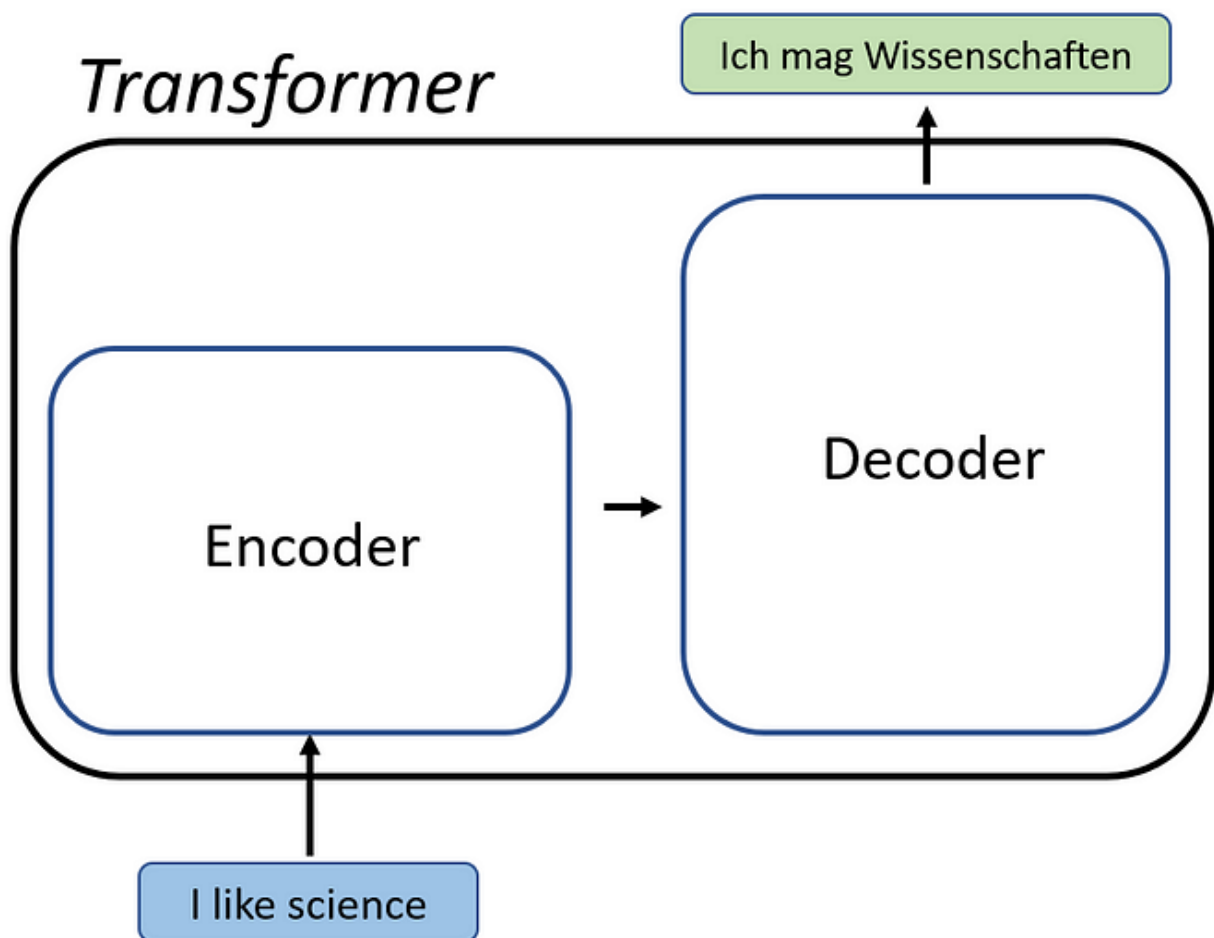 Transformer
Ich mag Wissenschaften
Decoder
Encoder
I like science